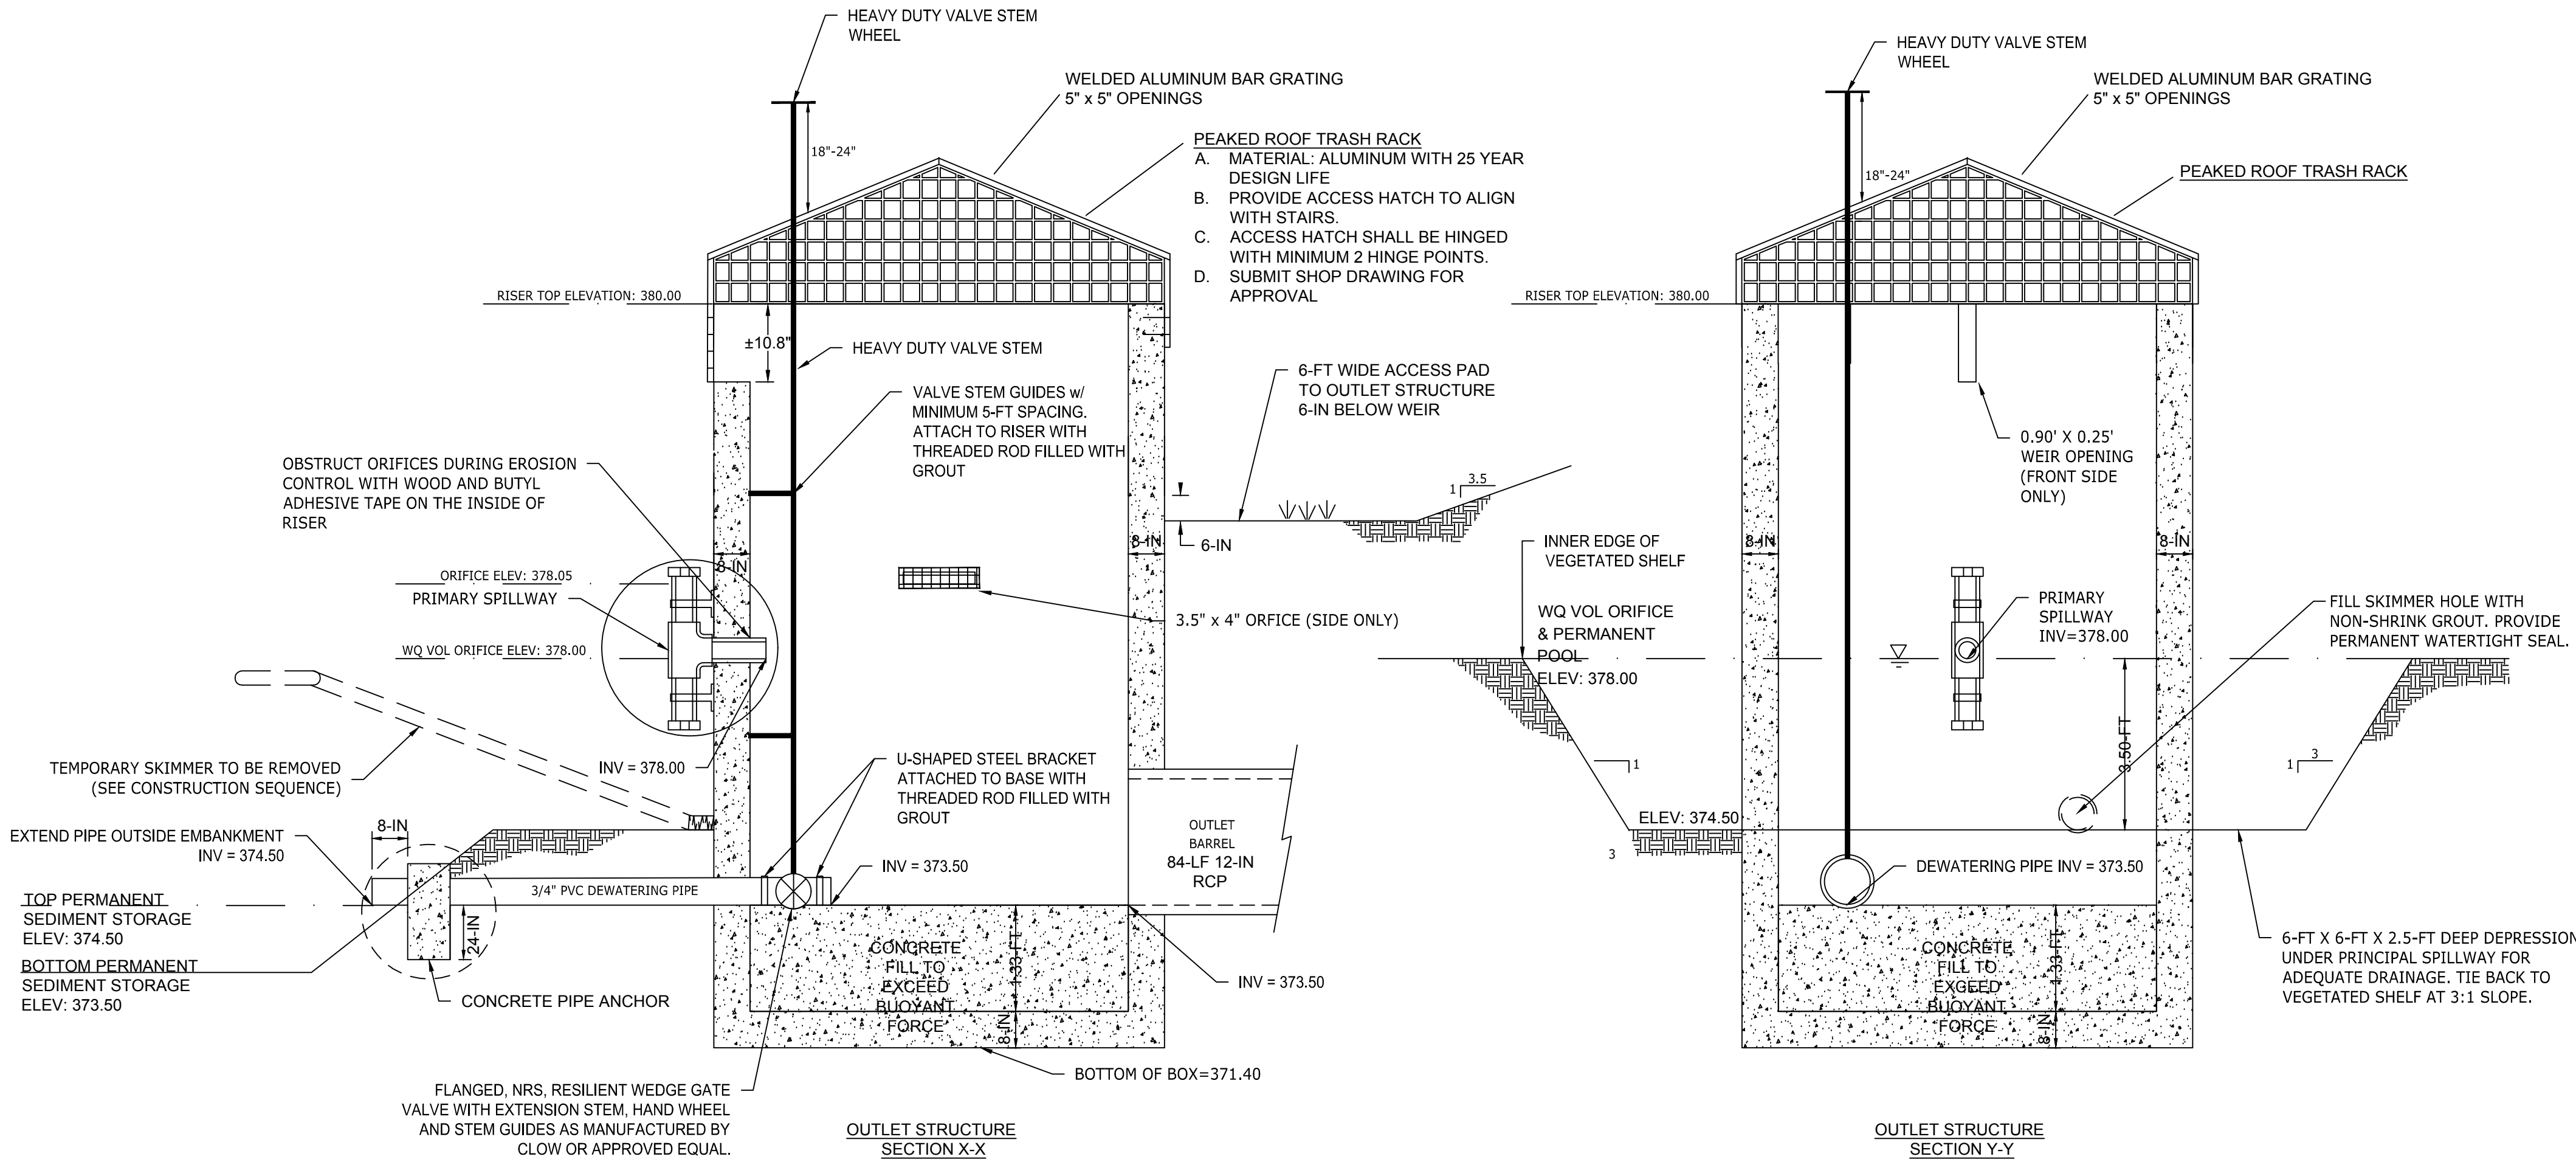 HEAVY DUTY VALVE STEM
WHEEL
WELDED ALUMINUM BAR GRATING
5" x 5" OPENINGS
18"-24"
PEAKED ROOF TRASH RACK
A. MATERIAL: ALUMINUM WITH 25 YEAR
DESIGN LIFE
B. PROVIDE ACCESS HATCH TO ALIGN
WITH STAIRS.
C. ACCESS HATCH SHALL BE HINGED
WITH MINIMUM 2 HINGE POINTS.
D. SUBMIT SHOP DRAWING FOR
APPROVAL
RISER TOP ELEVATION: 380.00
±10.8"
HEAVY DUTY VALVE STEM
VALVE STEM GUIDES w/
MINIMUM 5-FT SPACING.
ATTACH TO RISER WITH
THREADED ROD FILLED WITH
GROUT
6-FT WIDE ACCESS PAD
TO OUTLET STRUCTURE
6-IN BELOW WEIR
OBSTRUCT ORIFICES DURING EROSION
CONTROL WITH WOOD AND BUTYL
ADHESIVE TAPE ON THE INSIDE OF
RISER
1
3.5
8-IN
8-IN
6-IN
ORIFICE ELEV: 378.05
PRIMARY SPILLWAY
3.5" x 4" ORFICE (SIDE ONLY)
WQ VOL ORIFICE ELEV: 378.00
TEMPORARY SKIMMER TO BE REMOVED
(SEE CONSTRUCTION SEQUENCE)
INV = 378.00
U-SHAPED STEEL BRACKET
ATTACHED TO BASE WITH
THREADED ROD FILLED WITH
GROUT
8-IN
EXTEND PIPE OUTSIDE EMBANKMENT
INV = 374.50
OUTLET
BARREL
84-LF 12-IN
RCP
INV = 373.50
3/4" PVC DEWATERING PIPE
TOP PERMANENT
SEDIMENT STORAGE
ELEV: 374.50
BOTTOM PERMANENT
SEDIMENT STORAGE
ELEV: 373.50
24-IN
CONCRETE PIPE ANCHOR
CONCRETE
FILL TO
EXCEED
BUOYANT
FORCE
1.33-FT
8-IN
INV = 373.50
BOTTOM OF BOX=371.40
FLANGED, NRS, RESILIENT WEDGE GATE
VALVE WITH EXTENSION STEM, HAND WHEEL
AND STEM GUIDES AS MANUFACTURED BY
CLOW OR APPROVED EQUAL.
OUTLET STRUCTURE
SECTION X-X
HEAVY DUTY VALVE STEM
WHEEL
WELDED ALUMINUM BAR GRATING
5" x 5" OPENINGS
18"-24"
PEAKED ROOF TRASH RACK
RISER TOP ELEVATION: 380.00
0.90' X 0.25'
WEIR OPENING
(FRONT SIDE
ONLY)
INNER EDGE OF
VEGETATED SHELF
8-IN
8-IN
WQ VOL ORIFICE
& PERMANENT
POOL
ELEV: 378.00
PRIMARY
SPILLWAY
INV=378.00
FILL SKIMMER HOLE WITH
NON-SHRINK GROUT. PROVIDE
PERMANENT WATERTIGHT SEAL.
3.50-FT
1
3
1
3
ELEV: 374.50
DEWATERING PIPE INV = 373.50
CONCRETE
FILL TO
EXCEED
BUOYANT
FORCE
1.33-FT
8-IN
6-FT X 6-FT X 2.5-FT DEEP DEPRESSION
UNDER PRINCIPAL SPILLWAY FOR
ADEQUATE DRAINAGE. TIE BACK TO
VEGETATED SHELF AT 3:1 SLOPE.
OUTLET STRUCTURE
SECTION Y-Y